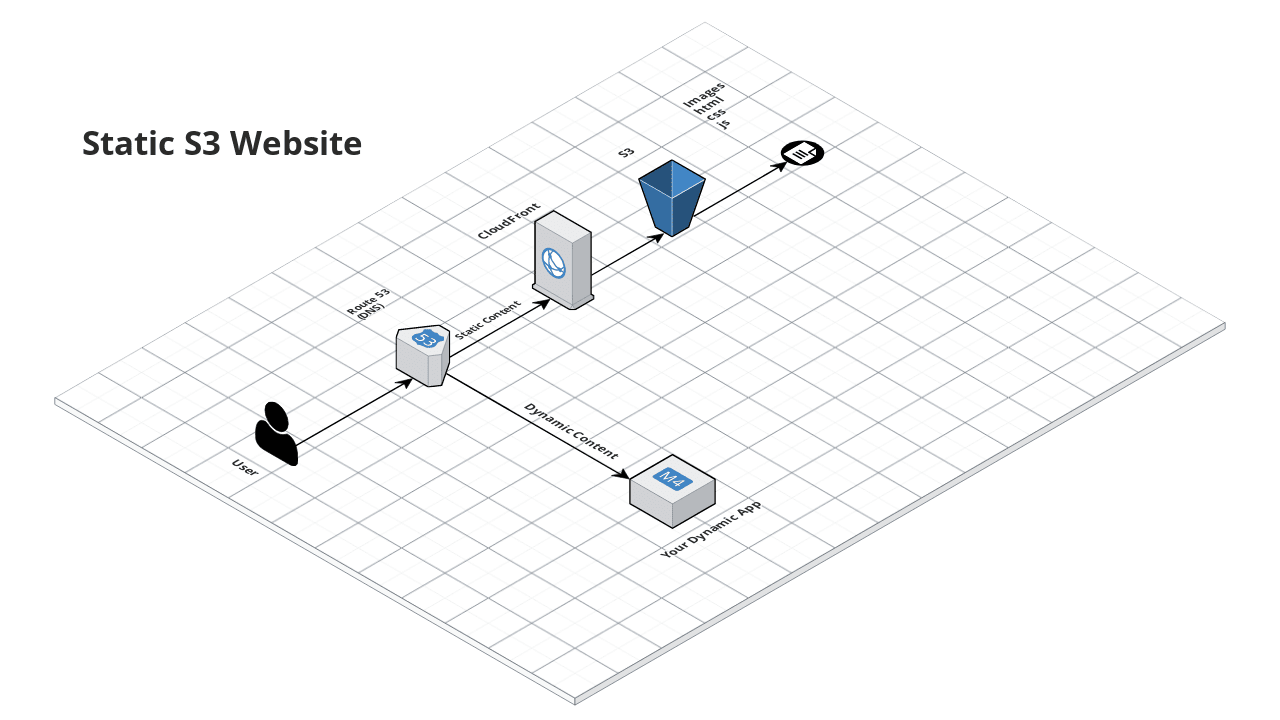 Static S3 Website
Images
html
css
js
S3
CloudFront
Route 53
(DNS)
53
Static Content
User
Dynamic Content
M4
Your Dynamic App